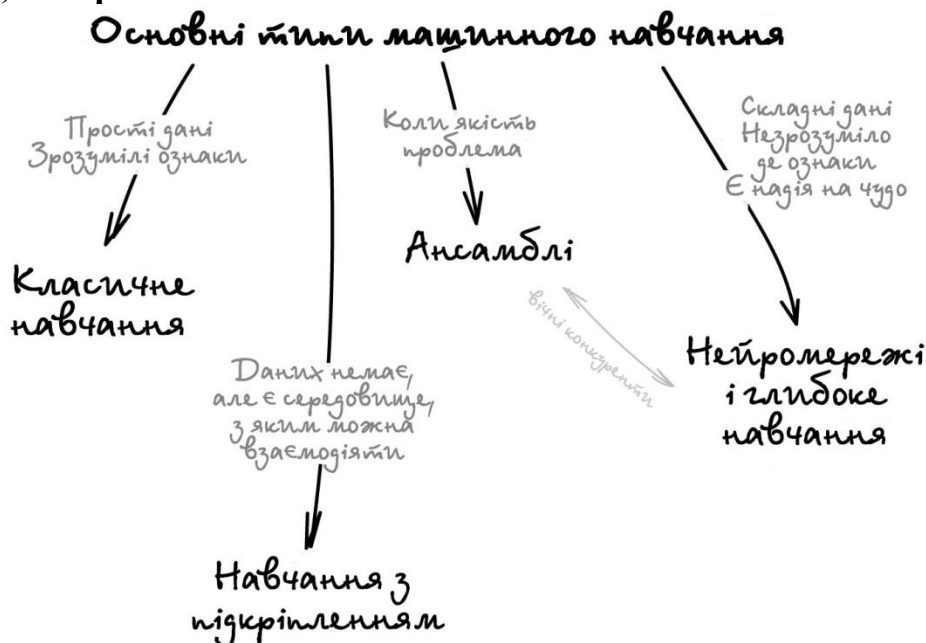 Основні типи машинного навчання
Прості дані
Зрозумілі ознаки
Класичне
навчання
Даних немає,
але є середовище,
з яким можна
взаємодіяти
Навчання з
підкріпленням
Коли якість
проблема
Ансамблі
вічні конкуренти
Складні дані
Незрозуміло
де ознаки
Є надія на чудо
Нейромережі
і глибоке
навчання